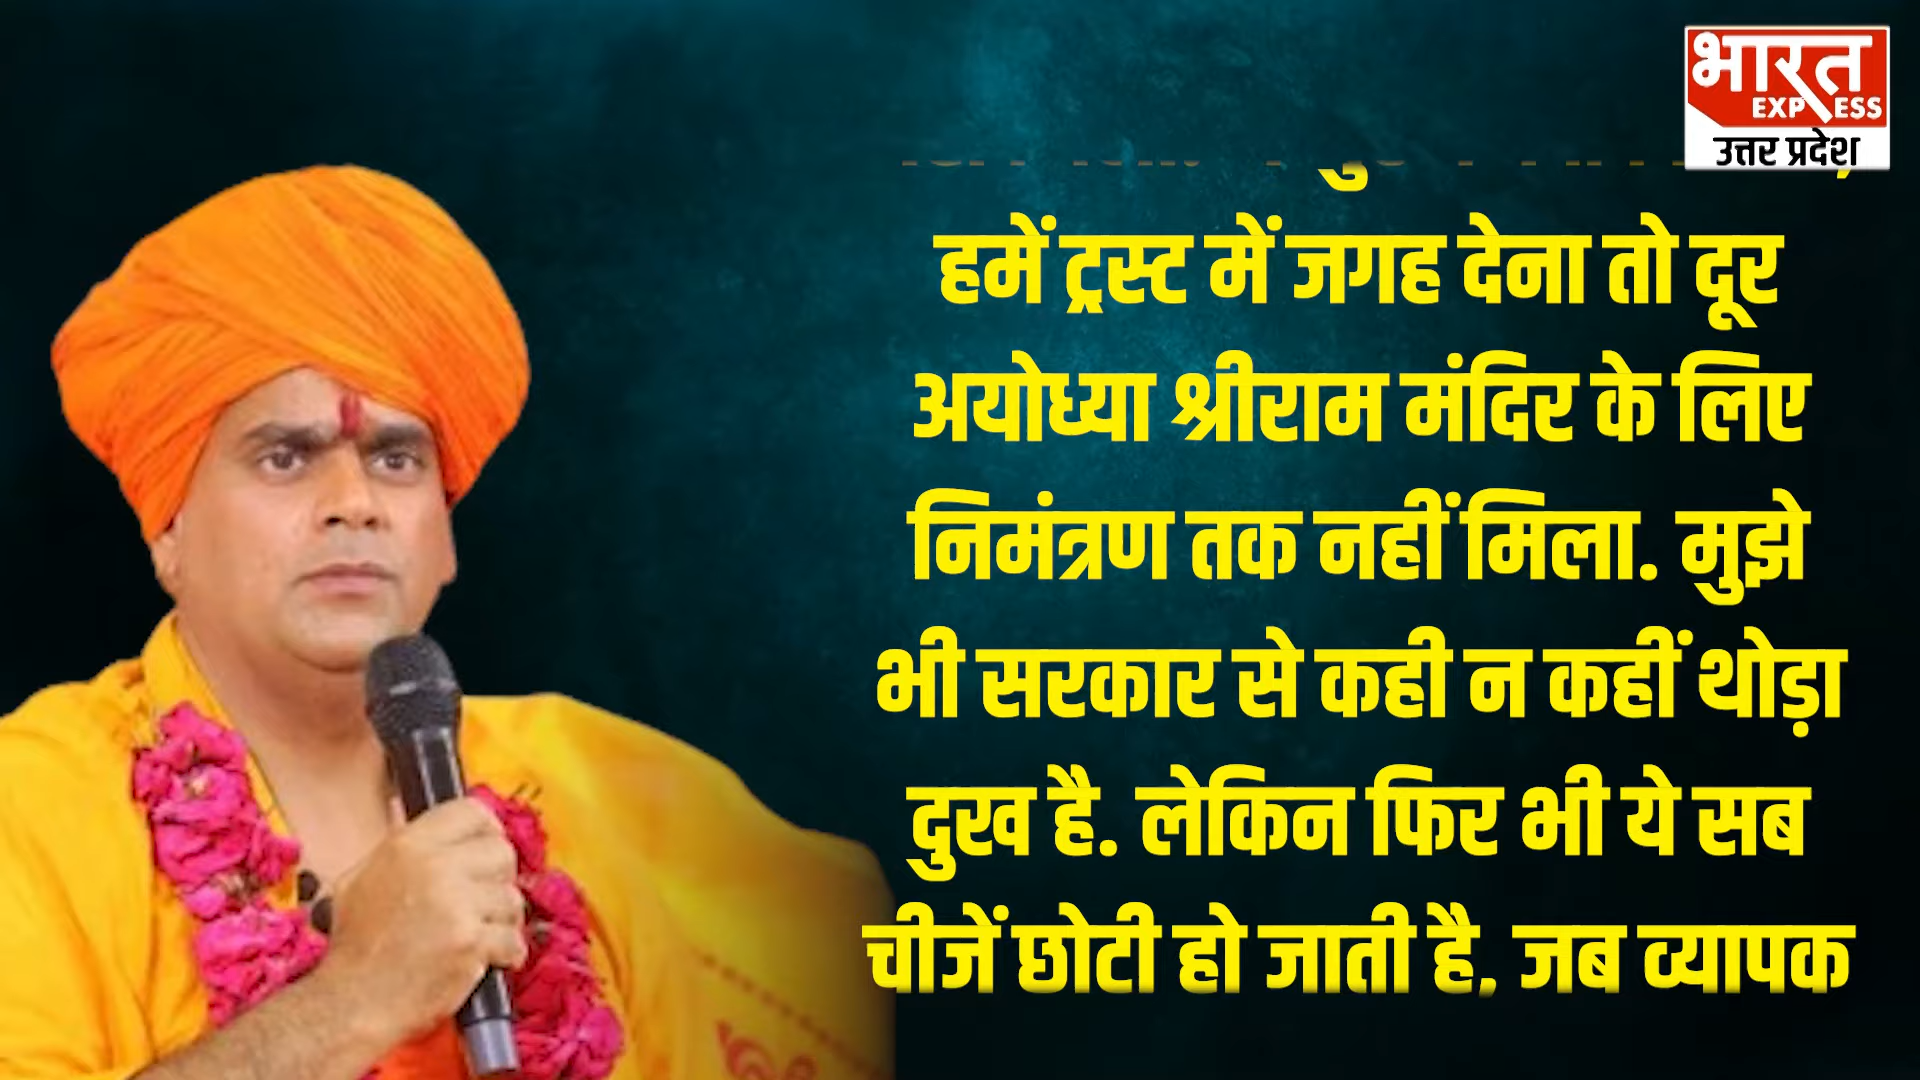 भारत
EXPRESS
उत्तर प्रदेश
हमें ट्रस्ट में जगह देना तो दूर
अयोध्या श्रीराम मंदिर के लिए
निमंत्रण तक नहीं मिला. मुझे
भी सरकार से कही न कहीं थोड़ा
दुख है. लेकिन फिर भी ये सब
चीजें छोटी हो जाती है, जब व्यापक